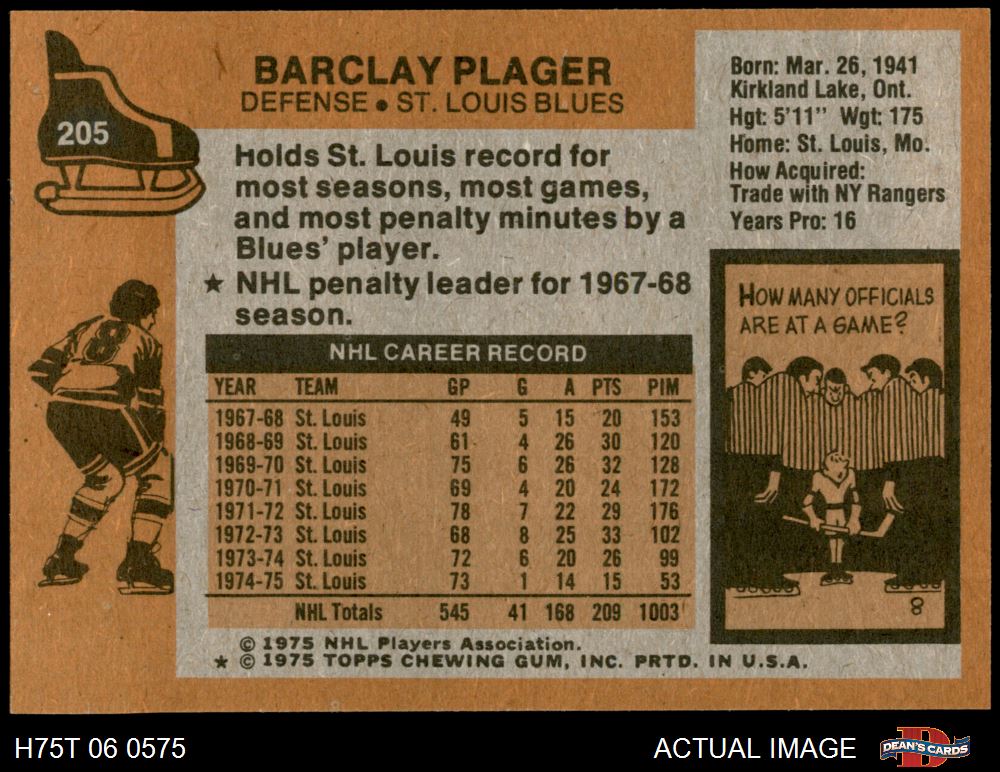 BARCLAY PLAGER
DEFENSE • ST. LOUIS BLUES
205
Holds St. Louis record for
most seasons, most games,
and most penalty minutes by a
Blues' player.
★ NHL penalty leader for 1967-68
season.
Born: Mar. 26, 1941
Kirkland Lake, Ont.
Hgt: 5'11" Wgt: 175
Home: St. Louis, Mo.
How Acquired:
Trade with NY Rangers
Years Pro: 16
HOW MANY OFFICIALS
ARE AT A GAME?
8
8
NHL CAREER RECORD
YEAR TEAM GP G A PTS PIM
1967-68 St. Louis 49 5 15 20 153
1968-69 St. Louis 61 4 26 30 120
1969-70 St. Louis 75 6 26 32 128
1970-71 St. Louis 69 4 20 24 172
1971-72 St. Louis 78 7 22 29 176
1972-73 St. Louis 68 8 25 33 102
1973-74 St. Louis 72 6 20 26 99
1974-75 St. Louis 73 1 14 15 53
NHL Totals 545 41 168 209 1003
© 1975 NHL Players Association.
★ © 1975 TOPPS CHEWING GUM, INC. PRTD. IN U.S.A.
H75T 06 0575
ACTUAL IMAGE
D
DEAN'S CARDS